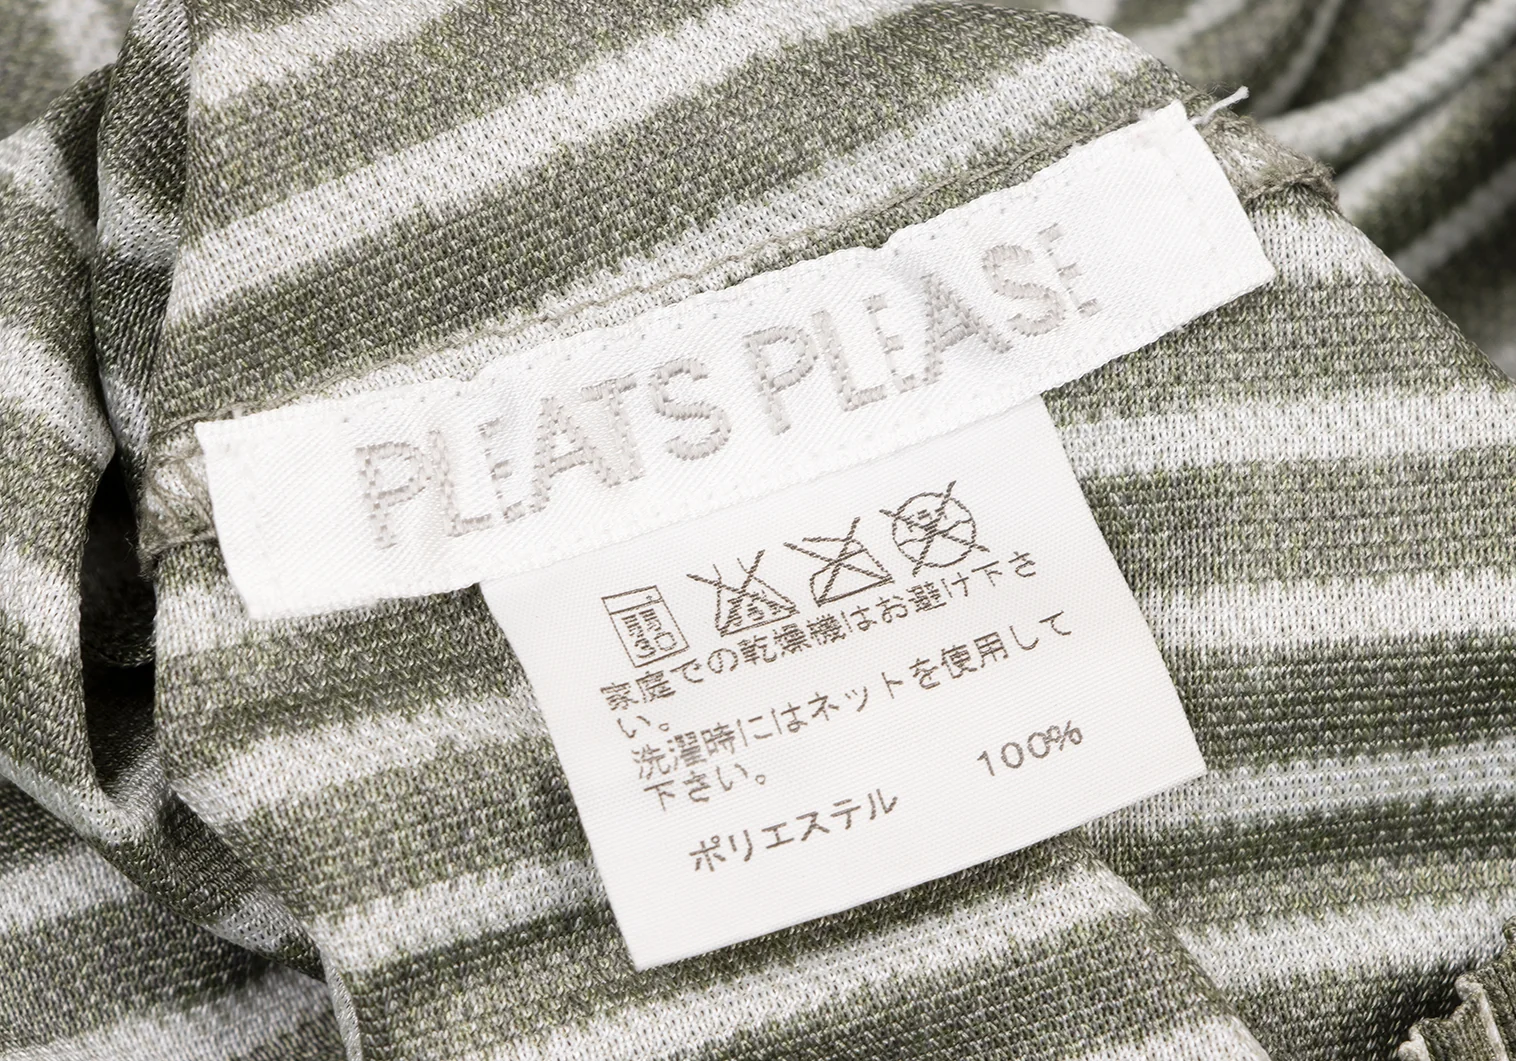 PLEATS PLEASE
家庭での乾燥機はお避け下さ
い。
洗濯時にはネットを使用して
下さい。
ポリエステル 100%